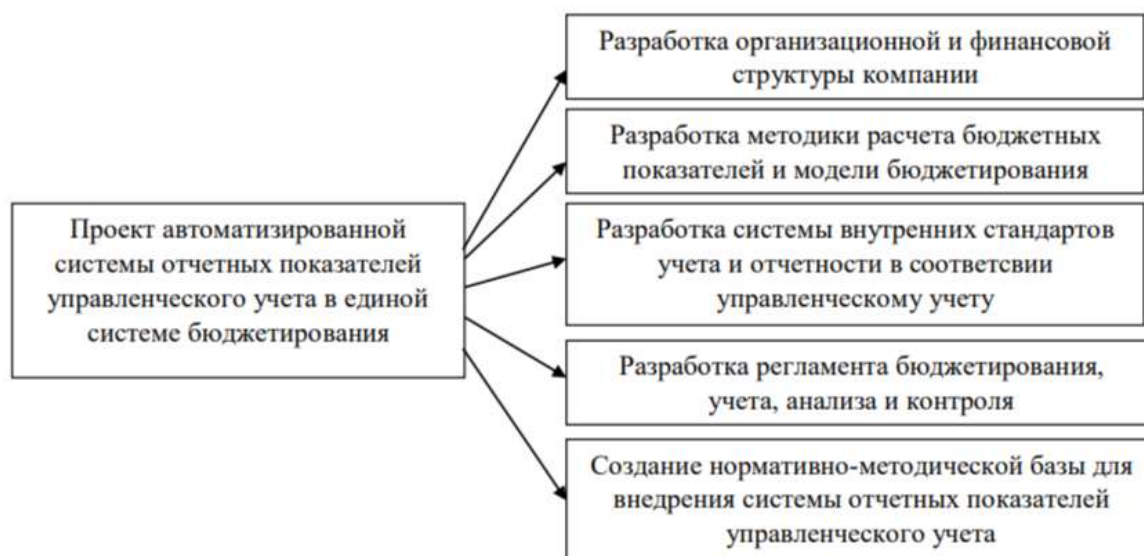 Проект автоматизированной
системы отчетных показателей
управленческого учета в единой
системе бюджетирования
Разработка организационной и финансовой
структуры компании
Разработка методики расчета бюджетных
показателей и модели бюджетирования
Разработка системы внутренних стандартов
учета и отчетности в соответсвии
управленческому учету
Разработка регламента бюджетирования,
учета, анализа и контроля
Создание нормативно-методической базы для
внедрения системы отчетных показателей
управленческого учета